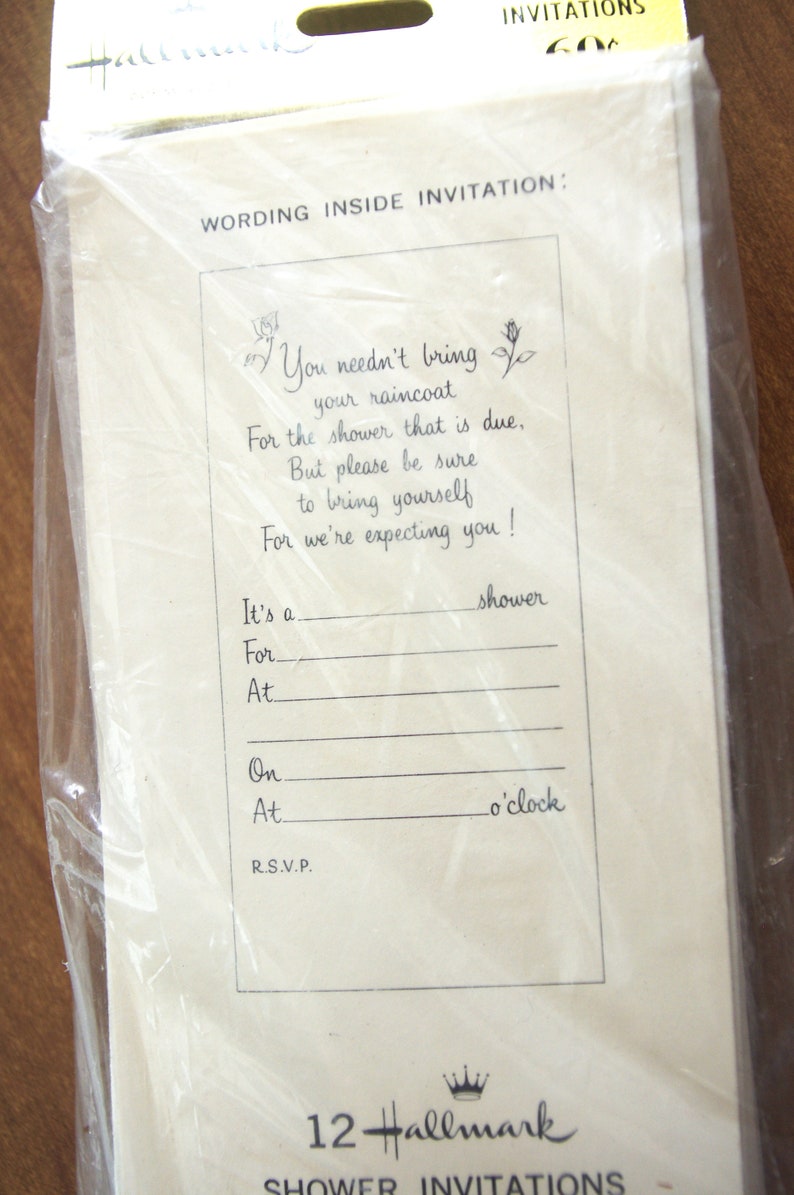 Hallmark
INVITATIONS
WORDING INSIDE INVITATION:
You needn't bring
your raincoat
For the shower that is due,
But please be sure
to bring yourself
For we're expecting you!
It's a shower
For
At
On
At o'clock
R.S.V.P.
12 Hallmark
SHOWER INVITATIONS